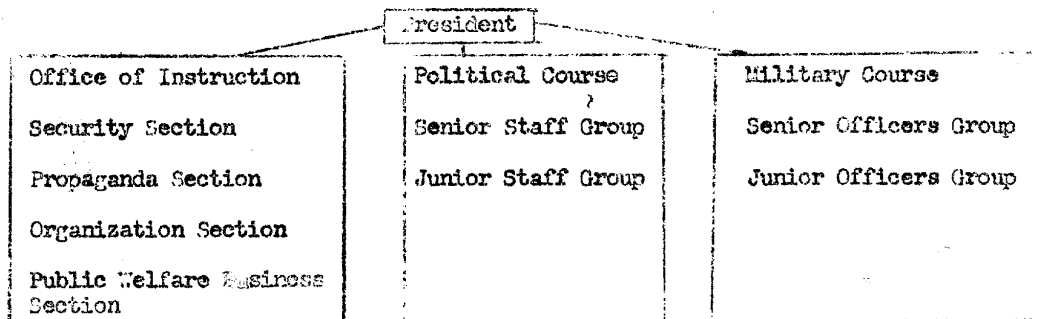 President
Office of Instruction
Security Section
Propaganda Section
Organization Section
Public Welfare Business
Section
Political Course
Senior Staff Group
Junior Staff Group
Military Course
Senior Officers Group
Junior Officers Group